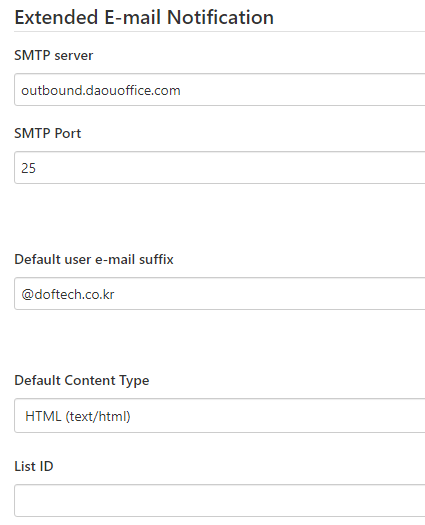 Extended E-mail Notification
SMTP server
outbound.daouoffice.com
SMTP Port
25
Default user e-mail suffix
@doftech.co.kr
Default Content Type
HTML (text/html)
List ID